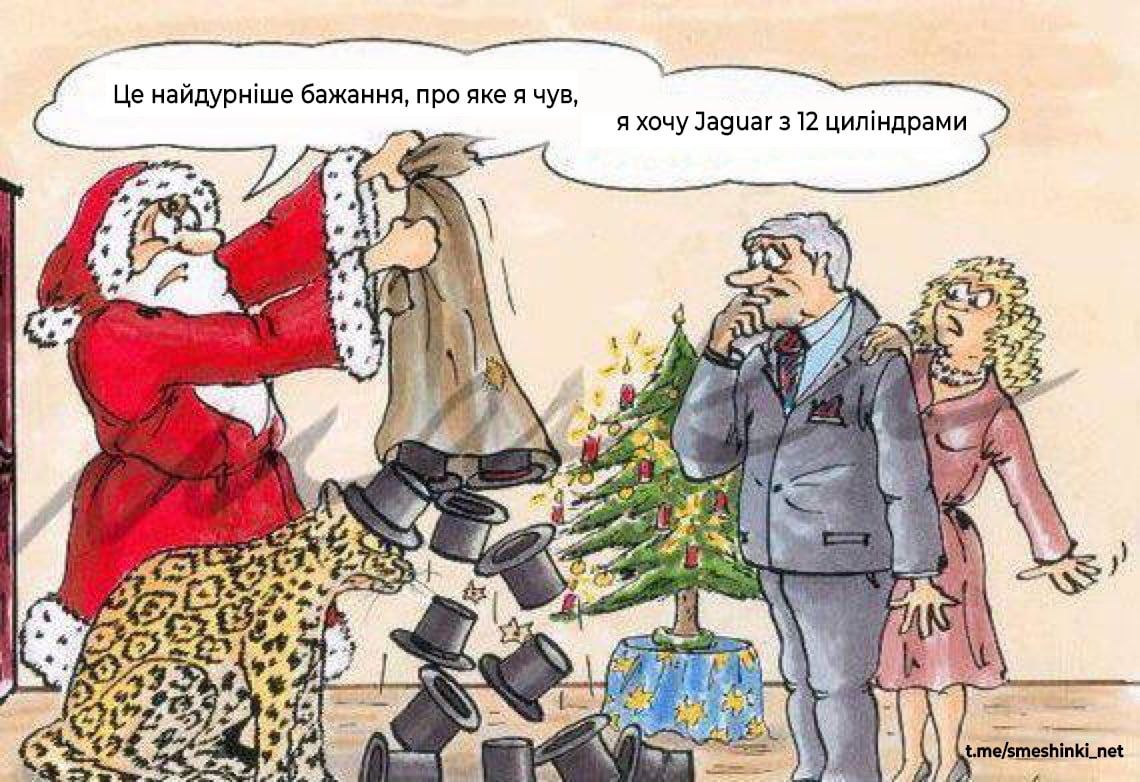 Це найдурніше бажання, про яке я чув,
я хочу Jaguar з 12 циліндрами
t.me/smeshinki_net